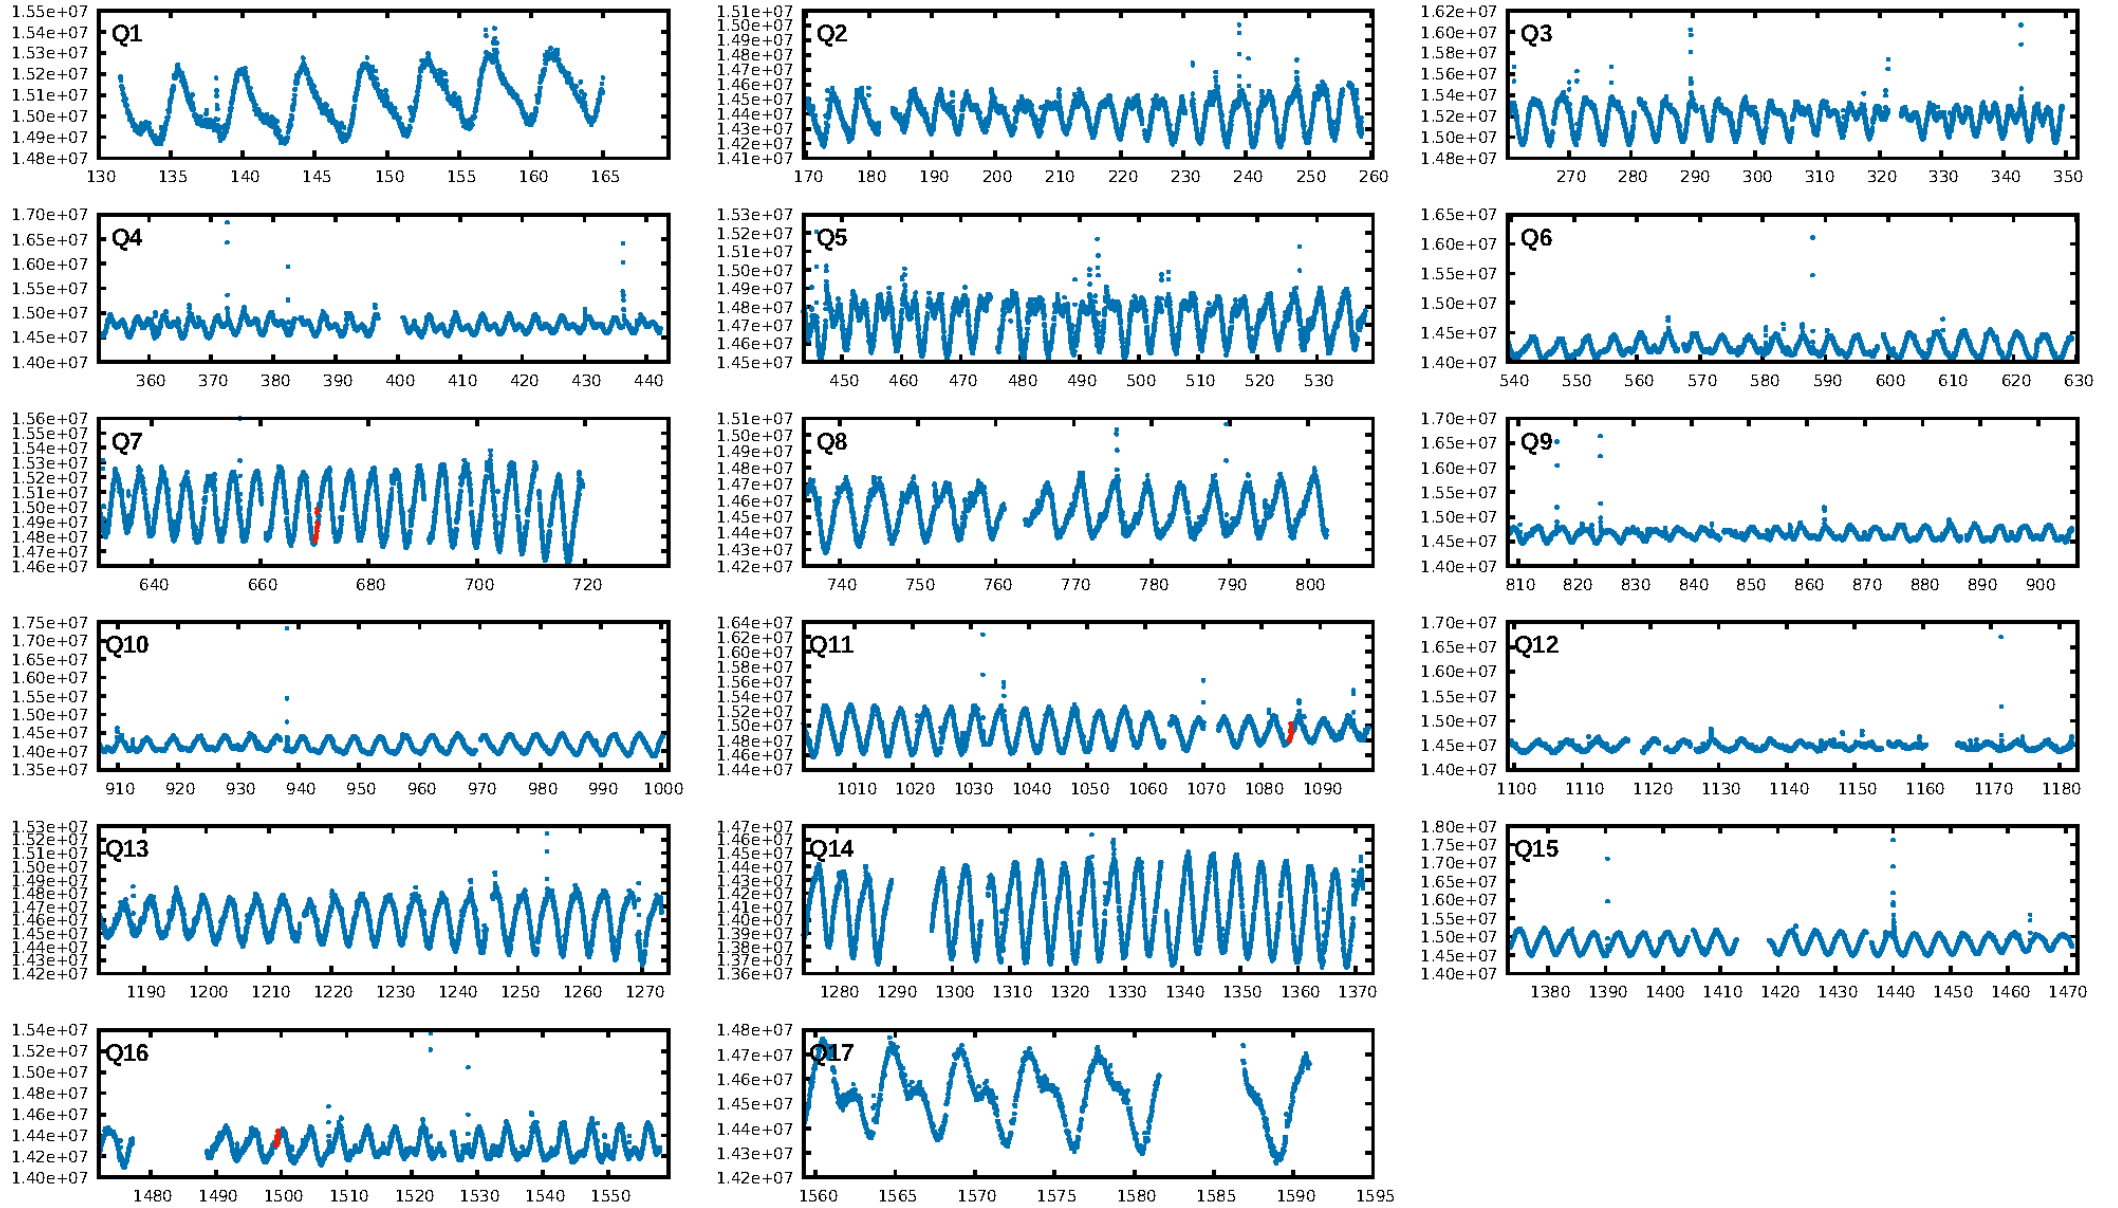 Q1
1.55e+07
1.54e+07
1.53e+07
1.52e+07
1.51e+07
1.50e+07
1.49e+07
1.48e+07
130 135 140 145 150 155 160 165
Q2
1.51e+07
1.50e+07
1.49e+07
1.48e+07
1.47e+07
1.46e+07
1.45e+07
1.44e+07
1.43e+07
1.42e+07
1.41e+07
170 180 190 200 210 220 230 240 250 260
Q3
1.62e+07
1.60e+07
1.58e+07
1.56e+07
1.54e+07
1.52e+07
1.50e+07
1.48e+07
270 280 290 300 310 320 330 340 350
Q4
1.70e+07
1.65e+07
1.60e+07
1.55e+07
1.50e+07
1.45e+07
1.40e+07
360 370 380 390 400 410 420 430 440
Q5
1.53e+07
1.52e+07
1.51e+07
1.50e+07
1.49e+07
1.48e+07
1.47e+07
1.46e+07
1.45e+07
450 460 470 480 490 500 510 520 530
Q6
1.65e+07
1.60e+07
1.55e+07
1.50e+07
1.45e+07
1.40e+07
540 550 560 570 580 590 600 610 620 630
Q7
1.56e+07
1.55e+07
1.54e+07
1.53e+07
1.52e+07
1.51e+07
1.50e+07
1.49e+07
1.48e+07
1.47e+07
1.46e+07
640 660 680 700 720
Q8
1.51e+07
1.50e+07
1.49e+07
1.48e+07
1.47e+07
1.46e+07
1.45e+07
1.44e+07
1.43e+07
1.42e+07
740 750 760 770 780 790 800
Q9
1.70e+07
1.65e+07
1.60e+07
1.55e+07
1.50e+07
1.45e+07
1.40e+07
810 820 830 840 850 860 870 880 890 900
Q10
1.75e+07
1.70e+07
1.65e+07
1.60e+07
1.55e+07
1.50e+07
1.45e+07
1.40e+07
1.35e+07
910 920 930 940 950 960 970 980 990 1000
Q11
1.64e+07
1.62e+07
1.60e+07
1.58e+07
1.56e+07
1.54e+07
1.52e+07
1.50e+07
1.48e+07
1.46e+07
1.44e+07
1010 1020 1030 1040 1050 1060 1070 1080 1090
Q12
1.70e+07
1.65e+07
1.60e+07
1.55e+07
1.50e+07
1.45e+07
1.40e+07
1100 1110 1120 1130 1140 1150 1160 1170 1180
Q13
1.53e+07
1.52e+07
1.51e+07
1.50e+07
1.49e+07
1.48e+07
1.47e+07
1.46e+07
1.45e+07
1.44e+07
1.43e+07
1.42e+07
1190 1200 1210 1220 1230 1240 1250 1260 1270
Q14
1.47e+07
1.46e+07
1.45e+07
1.44e+07
1.43e+07
1.42e+07
1.41e+07
1.40e+07
1.39e+07
1.38e+07
1.37e+07
1.36e+07
1280 1290 1300 1310 1320 1330 1340 1350 1360 1370
Q15
1.80e+07
1.75e+07
1.70e+07
1.65e+07
1.60e+07
1.55e+07
1.50e+07
1.45e+07
1.40e+07
1380 1390 1400 1410 1420 1430 1440 1450 1460 1470
Q16
1.54e+07
1.52e+07
1.50e+07
1.48e+07
1.46e+07
1.44e+07
1.42e+07
1.40e+07
1480 1490 1500 1510 1520 1530 1540 1550
Q17
1.48e+07
1.47e+07
1.46e+07
1.45e+07
1.44e+07
1.43e+07
1.42e+07
1560 1565 1570 1575 1580 1585 1590 1595